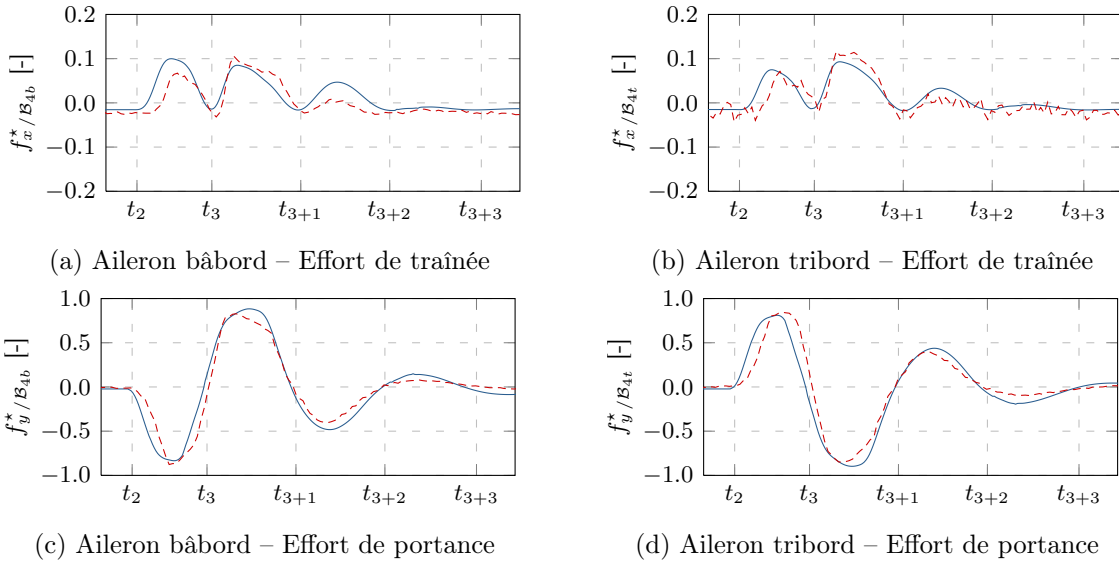 0.2
0.1
0.0
−0.1
−0.2
f⋆x/B4b [-]
t2 t3 t3+1 t3+2 t3+3
(a) Aileron bâbord – Effort de traînée
0.2
0.1
0.0
−0.1
−0.2
f⋆x/B4t [-]
t2 t3 t3+1 t3+2 t3+3
(b) Aileron tribord – Effort de traînée
1.0
0.5
0.0
−0.5
−1.0
f⋆y/B4b [-]
t2 t3 t3+1 t3+2 t3+3
(c) Aileron bâbord – Effort de portance
1.0
0.5
0.0
−0.5
−1.0
f⋆y/B4t [-]
t2 t3 t3+1 t3+2 t3+3
(d) Aileron tribord – Effort de portance